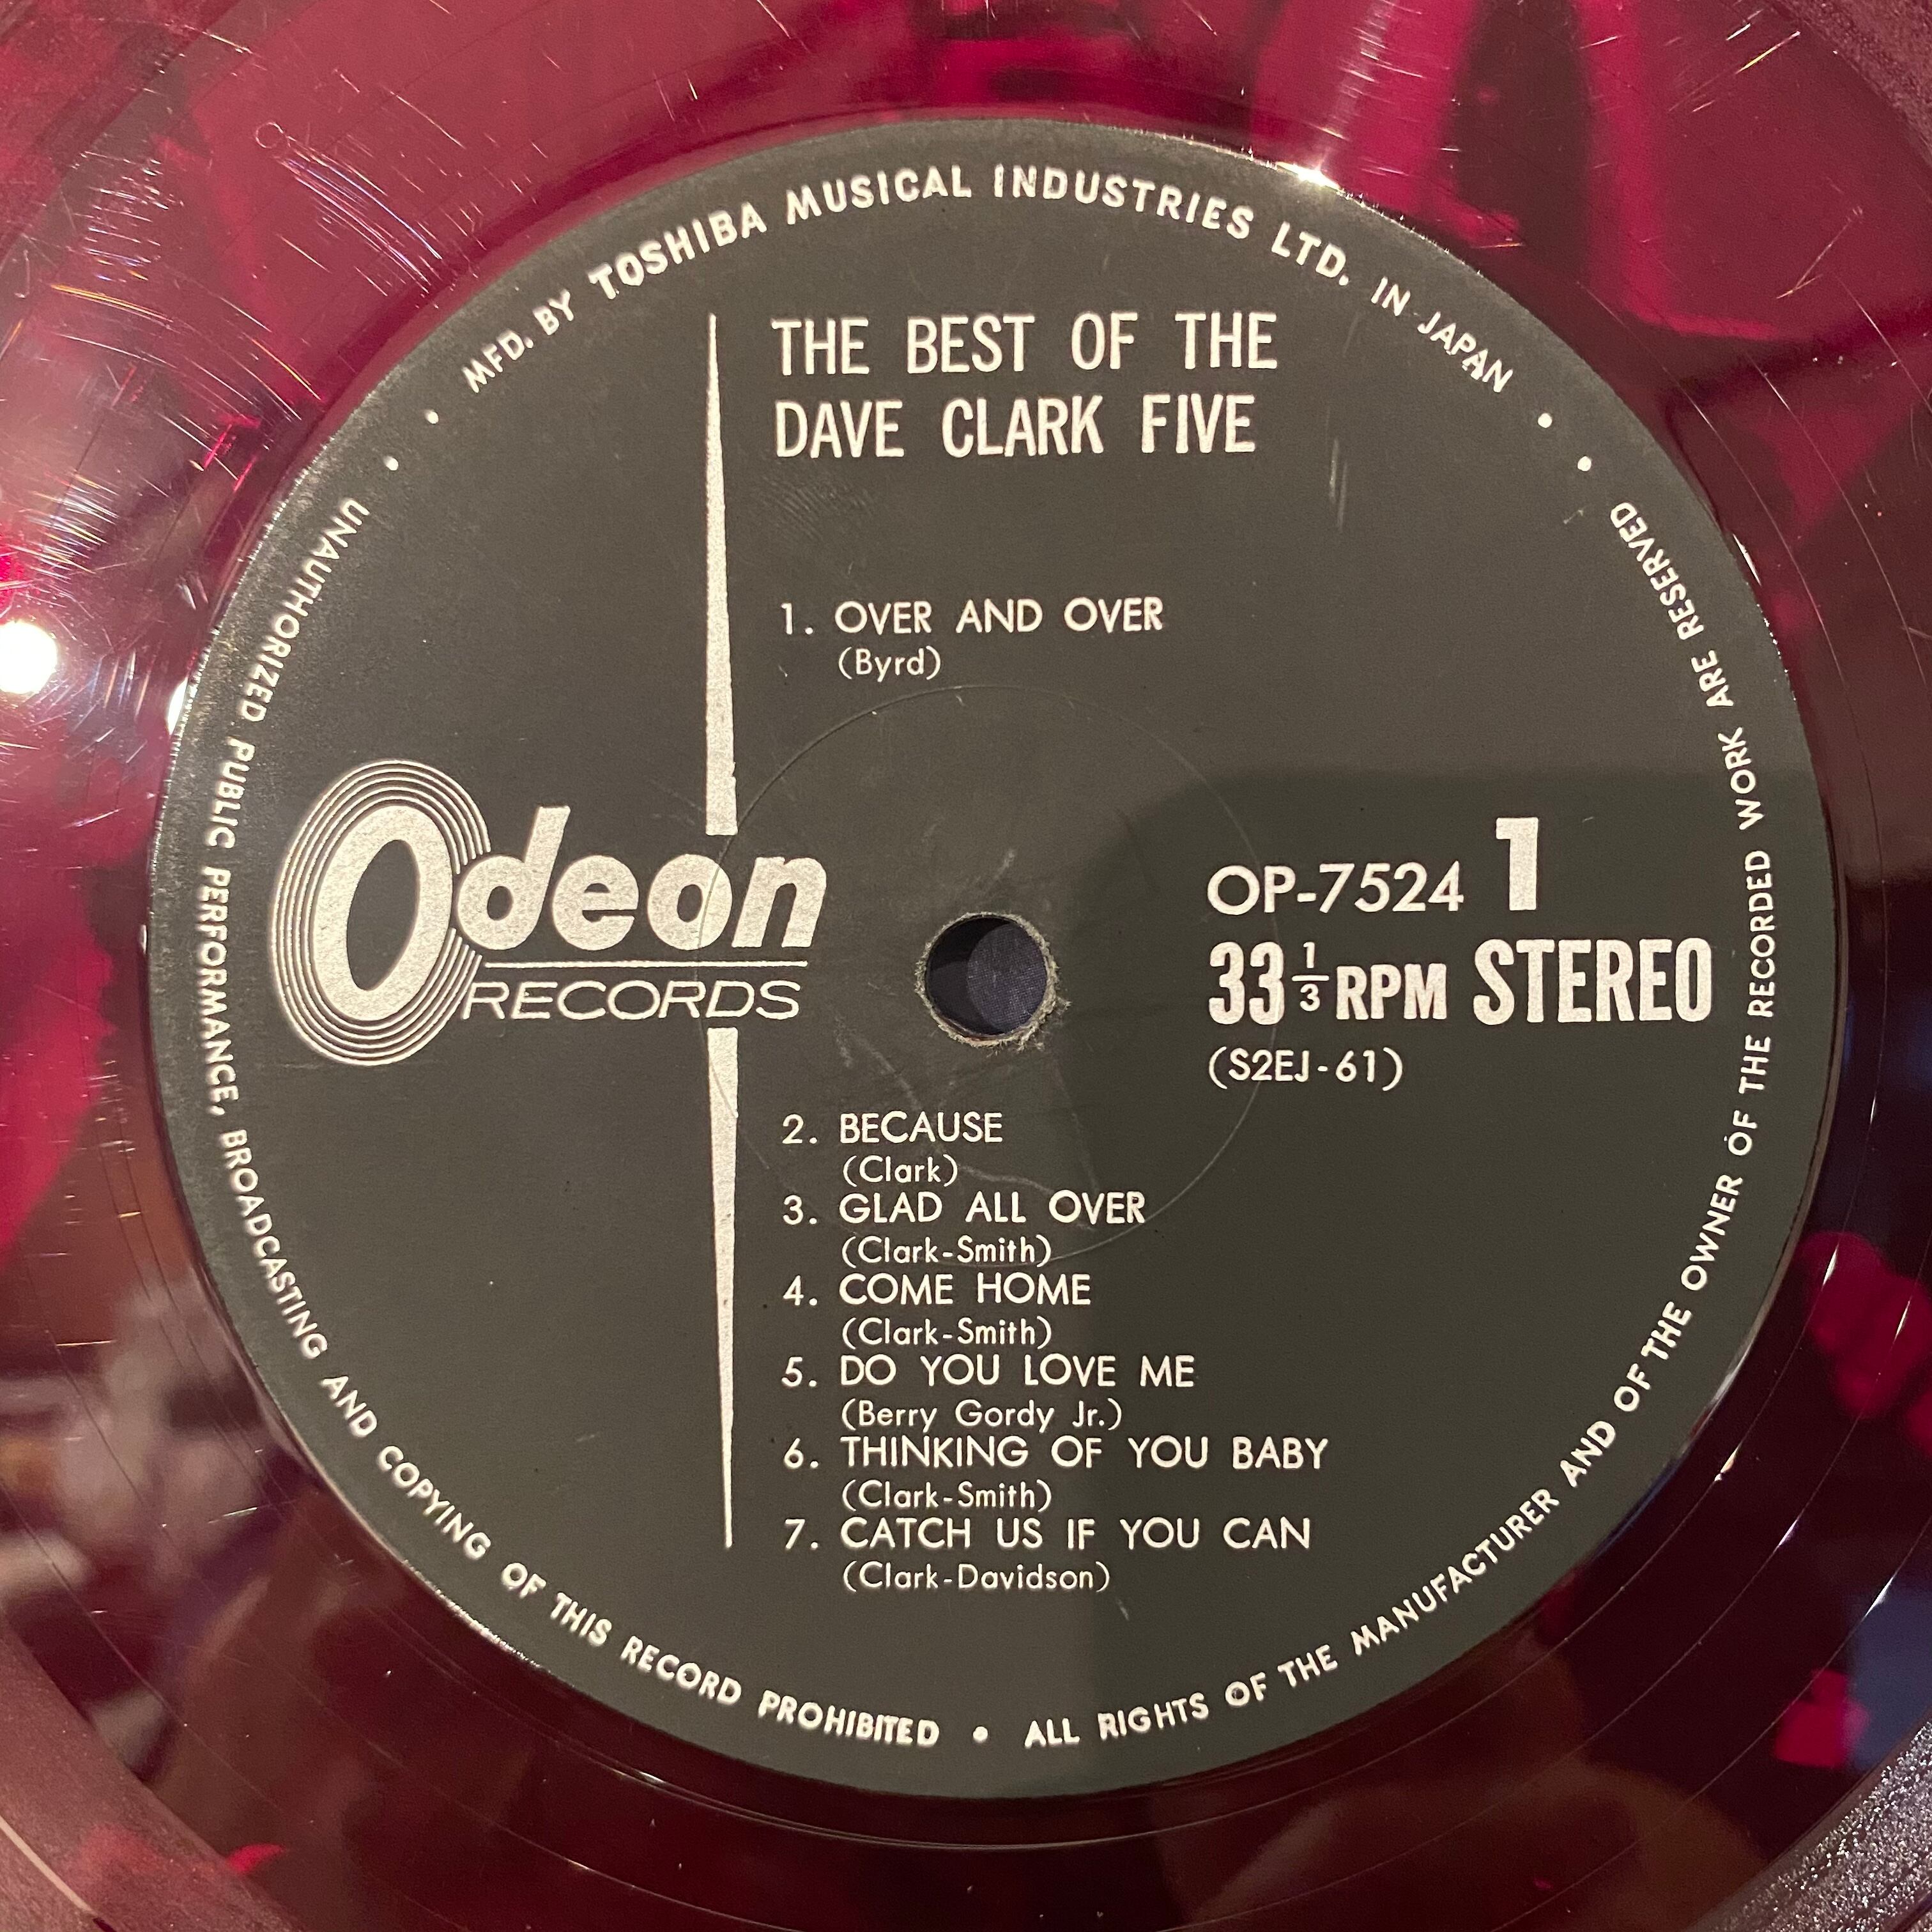 MFD. BY TOSHIBA MUSICAL INDUSTRIES LTD. IN JAPAN •
THE BEST OF THE
DAVE CLARK FIVE
1. OVER AND OVER
(Byrd)
Odeon
RECORDS
OP-7524 1
33 1/3 RPM STEREO
(S2EJ-61)
2. BECAUSE
(Clark)
3. GLAD ALL OVER
(Clark-Smith)
4. COME HOME
(Clark-Smith)
5. DO YOU LOVE ME
(Berry Gordy Jr.)
6. THINKING OF YOU BABY
(Clark-Smith)
7. CATCH US IF YOU CAN
(Clark-Davidson)
• UNAUTHORIZED PUBLIC PERFORMANCE, BROADCASTING AND COPYING OF THIS RECORD PROHIBITED • ALL RIGHTS OF THE MANUFACTURER AND OF THE OWNER OF THE RECORDED WORK ARE RESERVED •